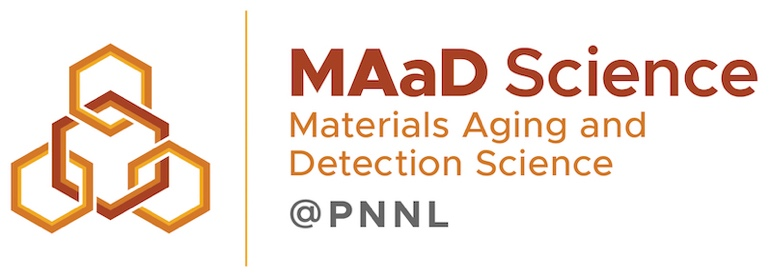 MAaD Science
Materials Aging and
Detection Science
@PNNL